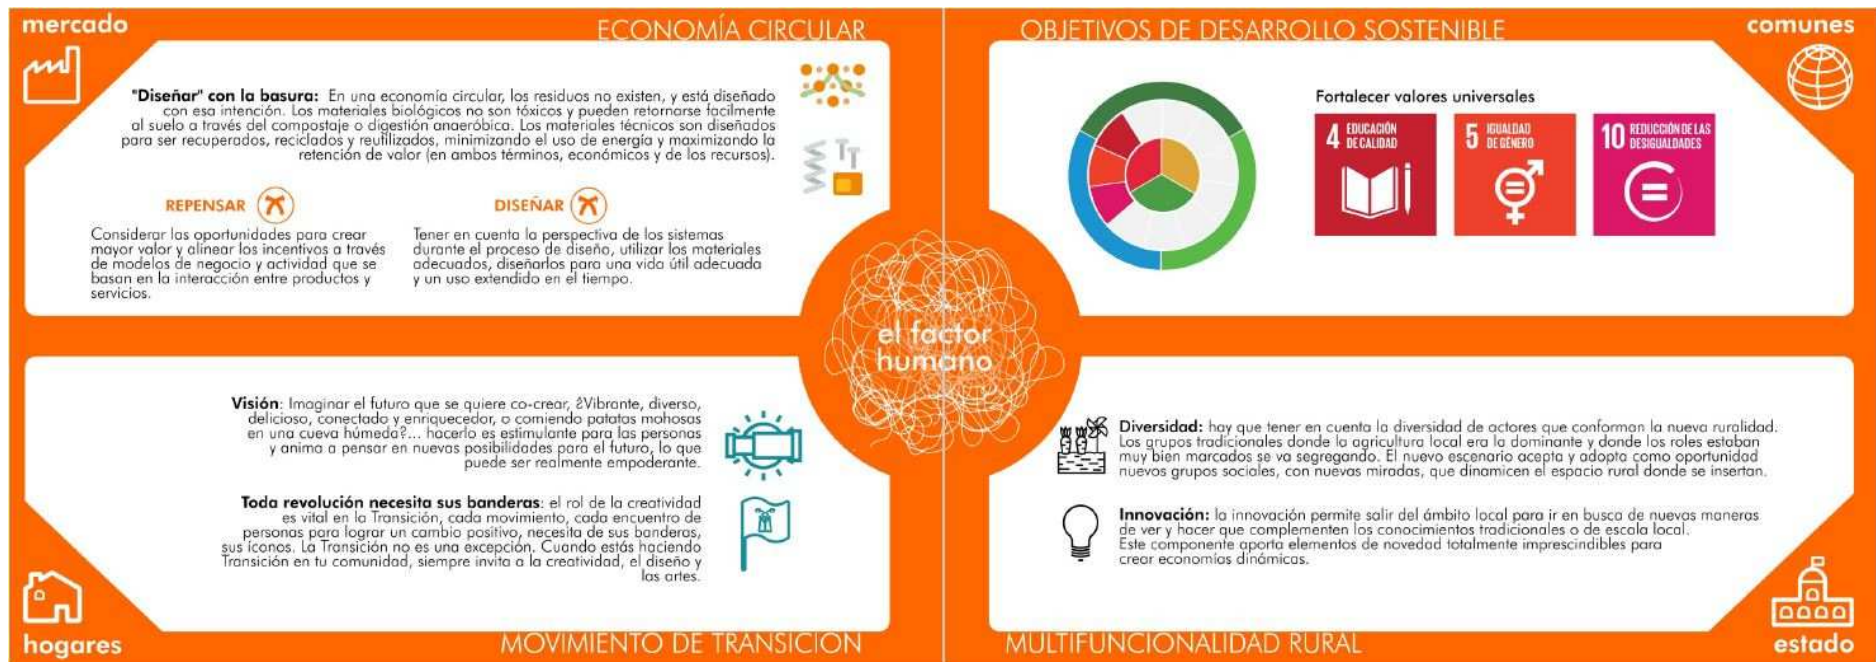 mercado
ECONOMÍA CIRCULAR
"Diseñar" con la basura: En una economía circular, los residuos no existen, y está diseñado
con esa intención. Los materiales biológicos no son tóxicos y pueden retornarse facilmente
al suelo a través del compostaje o digestión anaeróbica. Los materiales técnicos son diseñados
para ser recuperados, reciclados y reutilizados, minimizando el uso de energía y maximizando la
retención de valor (en ambos términos, económicos y de los recursos).
REPENSAR
Considerar las oportunidades para crear
mayor valor y alinear los incentivos a través
de modelos de negocio y actividad que se
basan en la interacción entre productos y
servicios.
DISEÑAR
Tener en cuenta la perspectiva de los sistemas
durante el proceso de diseño, utilizar los materiales
adecuados, diseñarlos para una vida útil adecuada
y un uso extendido en el tiempo.
OBJETIVOS DE DESARROLLO SOSTENIBLE
comunes
Fortalecer valores universales
4 EDUCACIÓN
DE CALIDAD
5 IGUALDAD
DE GÉNERO
10 REDUCCIÓN DE LAS
DESIGUALDADES
el factor
humano
Visión: Imaginar el futuro que se quiere co-crear, ¿Vibrante, diverso,
delicioso, conectado y enriquecedor, o comiendo patatas mohosas
en una cueva húmeda?... hacerlo es estimulante para las personas
y anima a pensar en nuevas posibilidades para el futuro, lo que
puede ser realmente empoderante.
Toda revolución necesita sus banderas: el rol de la creatividad
es vital en la Transición, cada movimiento, cada encuentro de
personas para lograr un cambio positivo, necesita de sus banderas,
sus íconos. La Transición no es una excepción. Cuando estás haciendo
Transición en tu comunidad, siempre invita a la creatividad, el diseño y
las artes.
hogares
MOVIMIENTO DE TRANSICION
Diversidad: hay que tener en cuenta la diversidad de actores que conforman la nueva ruralidad.
Los grupos tradicionales donde la agricultura local era la dominante y donde los roles estaban
muy bien marcados se va segregando. El nuevo escenario acepta y adopta como oportunidad
nuevos grupos sociales, con nuevas miradas, que dinamicen el espacio rural donde se insertan.
Innovación: la innovación permite salir del ámbito local para ir en busca de nuevas maneras
de ver y hacer que complementen los conocimientos tradicionales o de escala local.
Este componente aporta elementos de novedad totalmente imprescindibles para
crear economías dinámicas.
MULTIFUNCIONALIDAD RURAL
estado